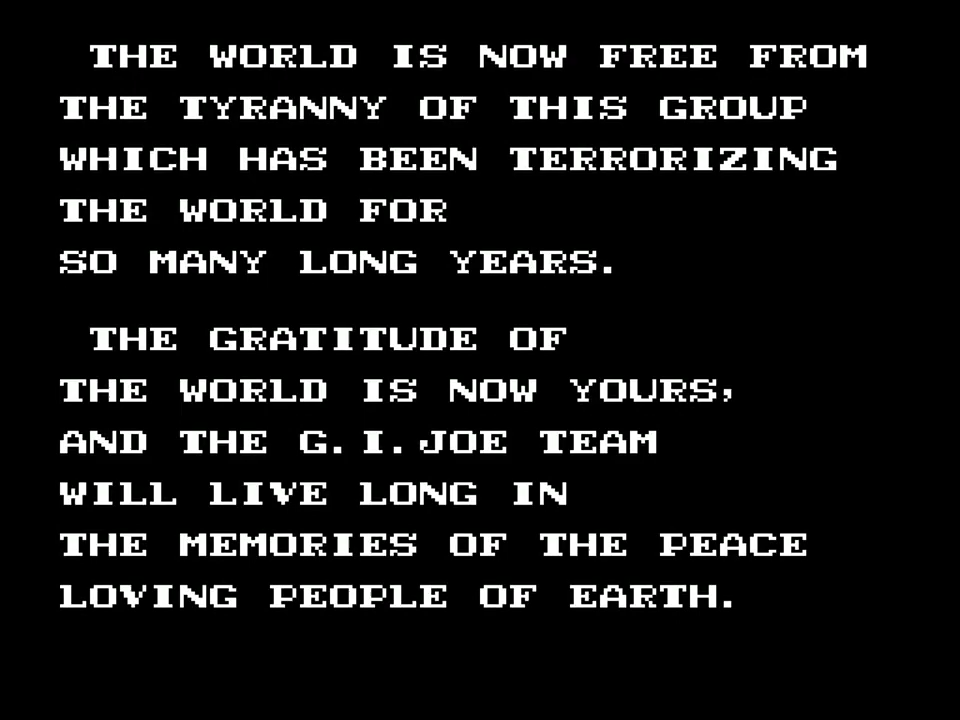 THE WORLD IS NOW FREE FROM
THE TYRANNY OF THIS GROUP
WHICH HAS BEEN TERRORIZING
THE WORLD FOR
SO MANY LONG YEARS.
THE GRATITUDE OF
THE WORLD IS NOW YOURS,
AND THE G.I.JOE TEAM
WILL LIVE LONG IN
THE MEMORIES OF THE PEACE
LOVING PEOPLE OF EARTH.